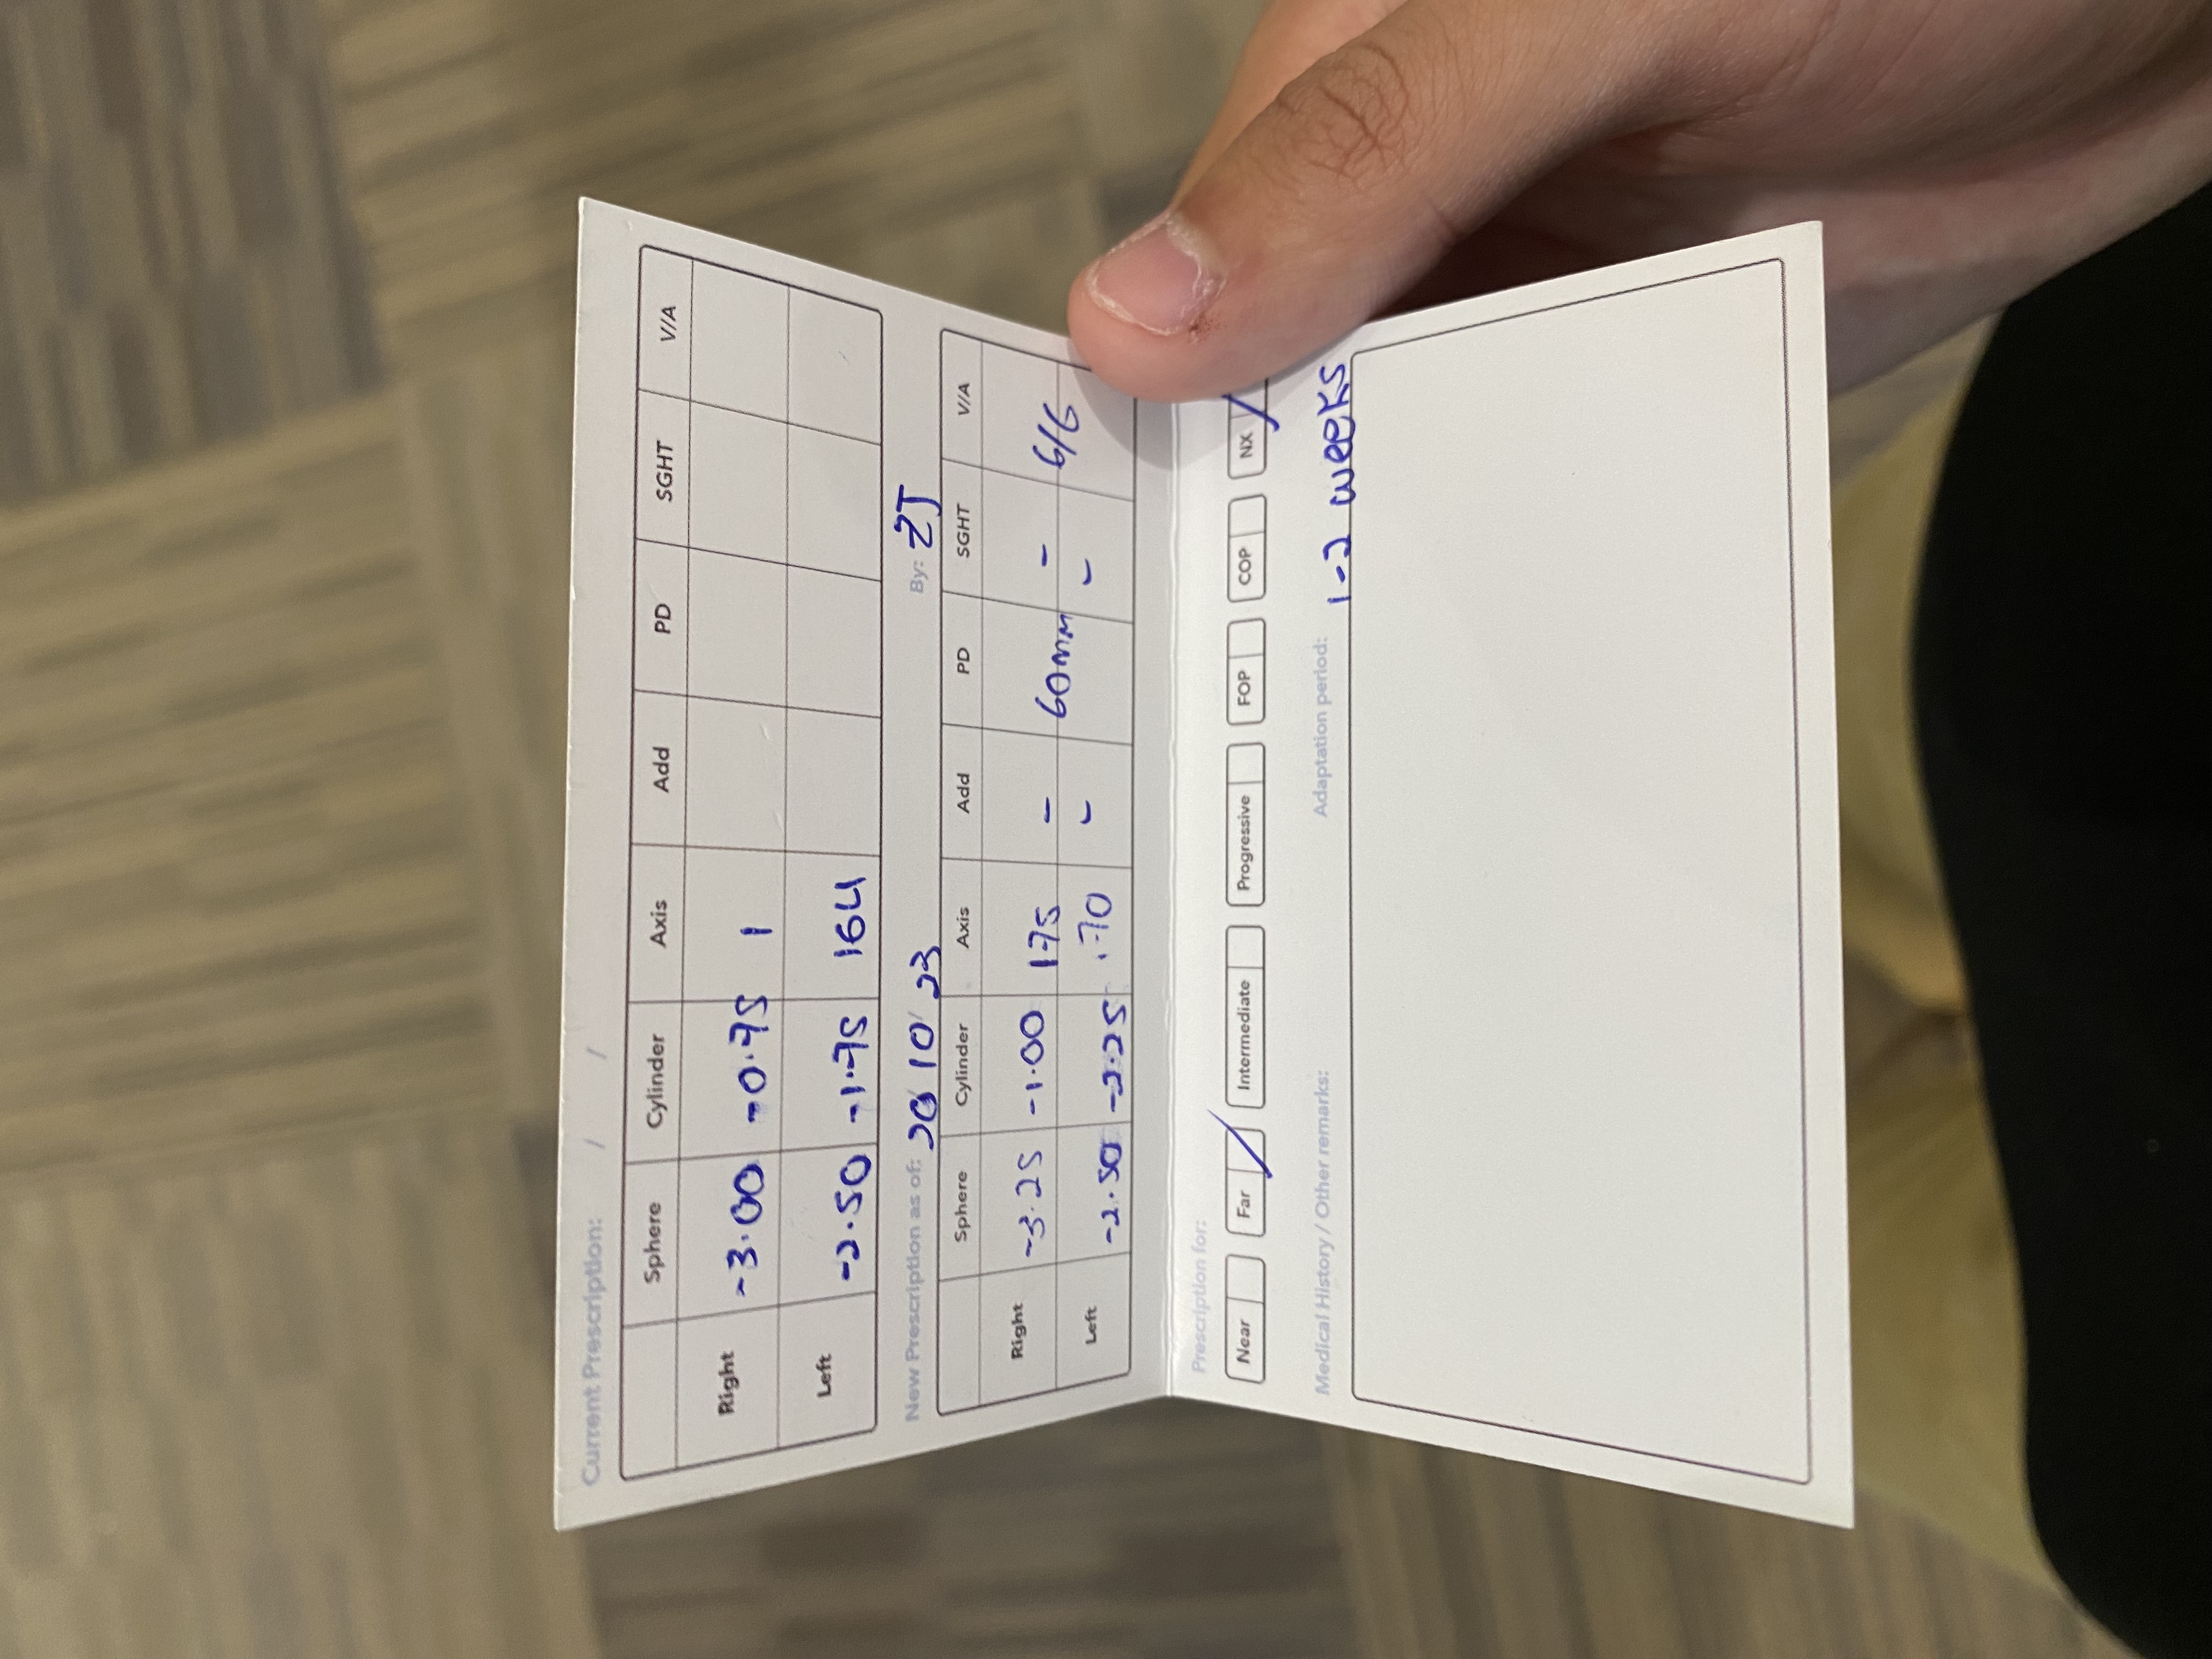 Current Prescription: / /
Sphere Cylinder Axis Add PD SGHT V/A
Right -3.00 -0.75 1
Left -2.50 -1.75 164
New Prescription as of: 20/10/23 By: ZJ
Sphere Cylinder Axis Add PD SGHT V/A
Right -3.25 -1.00 175 - 60mm - 6/6
Left -2.50 -2.25 170 - -
Prescription for:
Near Far / Intermediate Progressive FOP COP NX /
Medical History / Other remarks: Adaptation period: 1-2 weeks